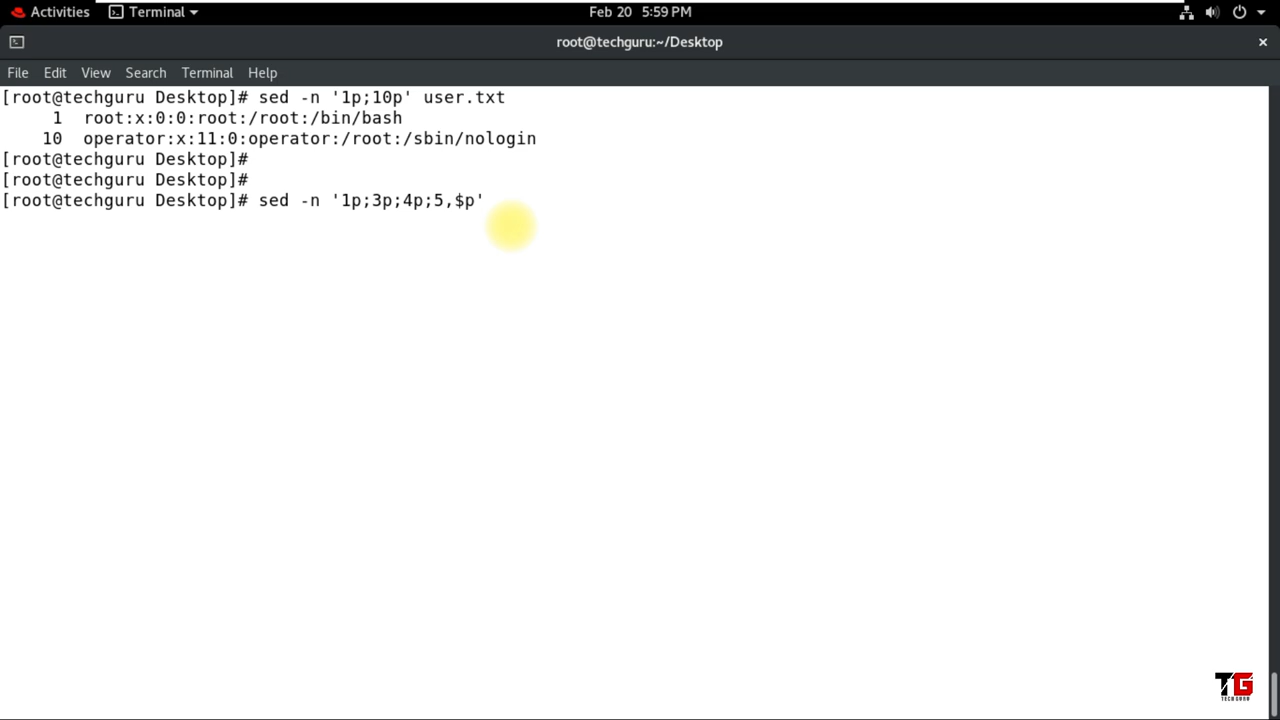 Activities Terminal Feb 20 5:59 PM
root@techguru:~/Desktop
File Edit View Search Terminal Help
[root@techguru Desktop]# sed -n '1p;10p' user.txt
1 root:x:0:0:root:/root:/bin/bash
10 operator:x:11:0:operator:/root:/sbin/nologin
[root@techguru Desktop]#
[root@techguru Desktop]#
[root@techguru Desktop]# sed -n '1p;3p;4p;5,$p'
TG
TECH GURU